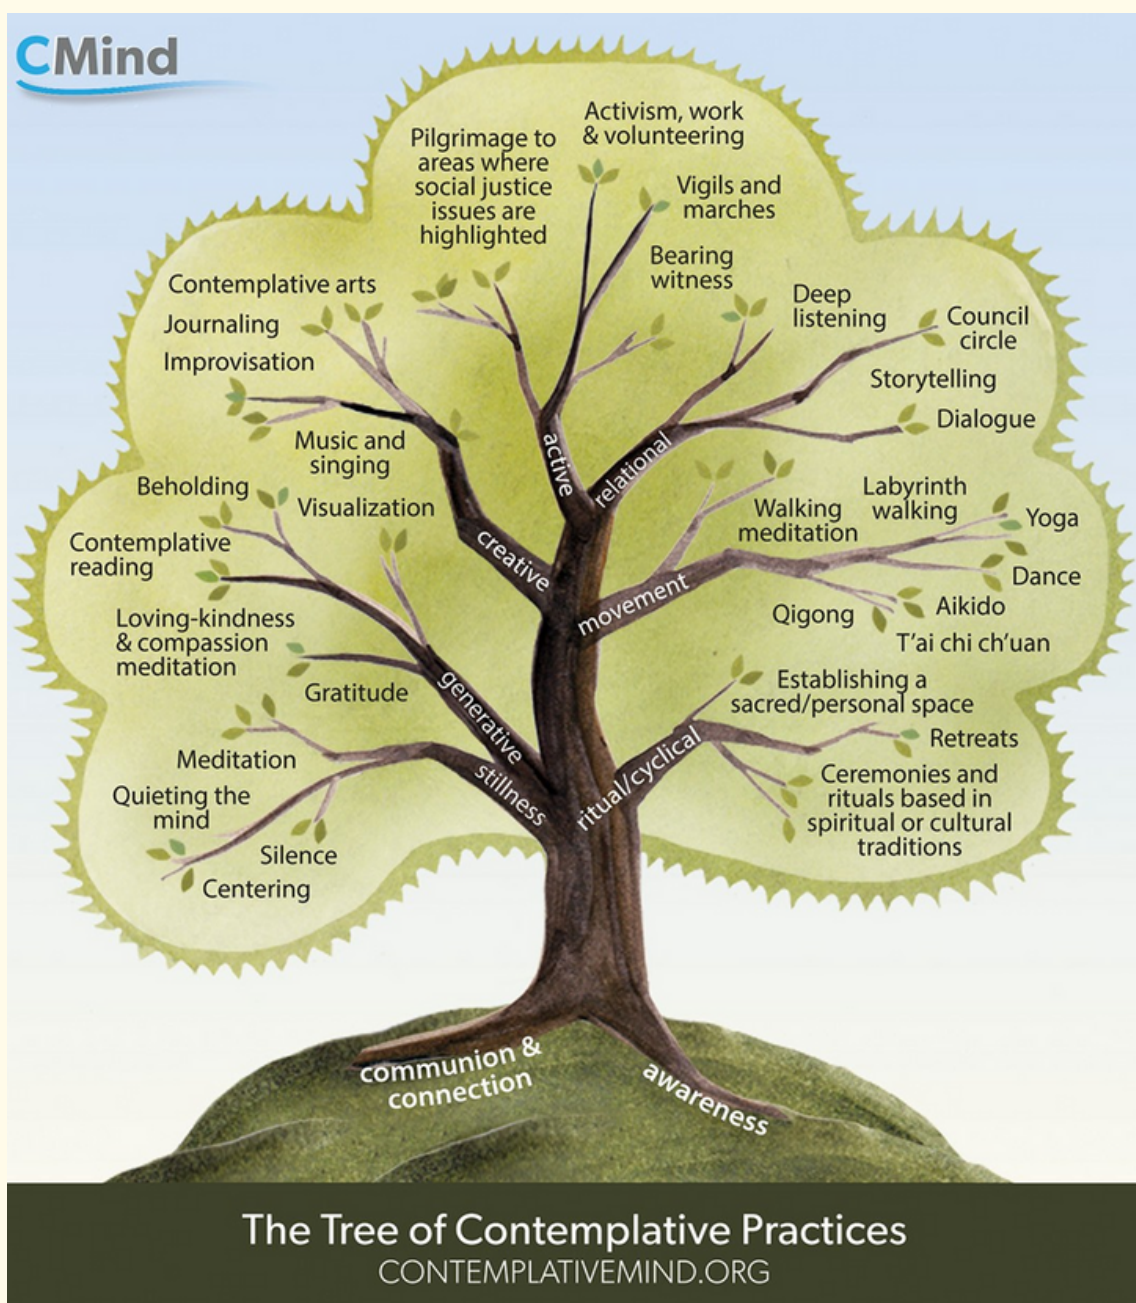 CMind
Activism, work
& volunteering
Pilgrimage to
areas where
social justice
issues are
highlighted
Vigils and
marches
Bearing
witness
Contemplative arts
Journaling
Improvisation
Deep
listening
Council
circle
Storytelling
Dialogue
Music and
singing
active
relational
Beholding
Visualization
Contemplative
reading
creative
Walking
meditation
Labyrinth
walking
Yoga
Dance
movement
Qigong
Aikido
T'ai chi ch'uan
Loving-kindness
& compassion
meditation
Gratitude
generative
Establishing a
sacred/personal space
Retreats
Meditation
stillness
ritual/cyclical
Quieting the
mind
Silence
Centering
Ceremonies and
rituals based in
spiritual or cultural
traditions
communion &
connection
awareness
The Tree of Contemplative Practices
CONTEMPLATIVEMIND.ORG